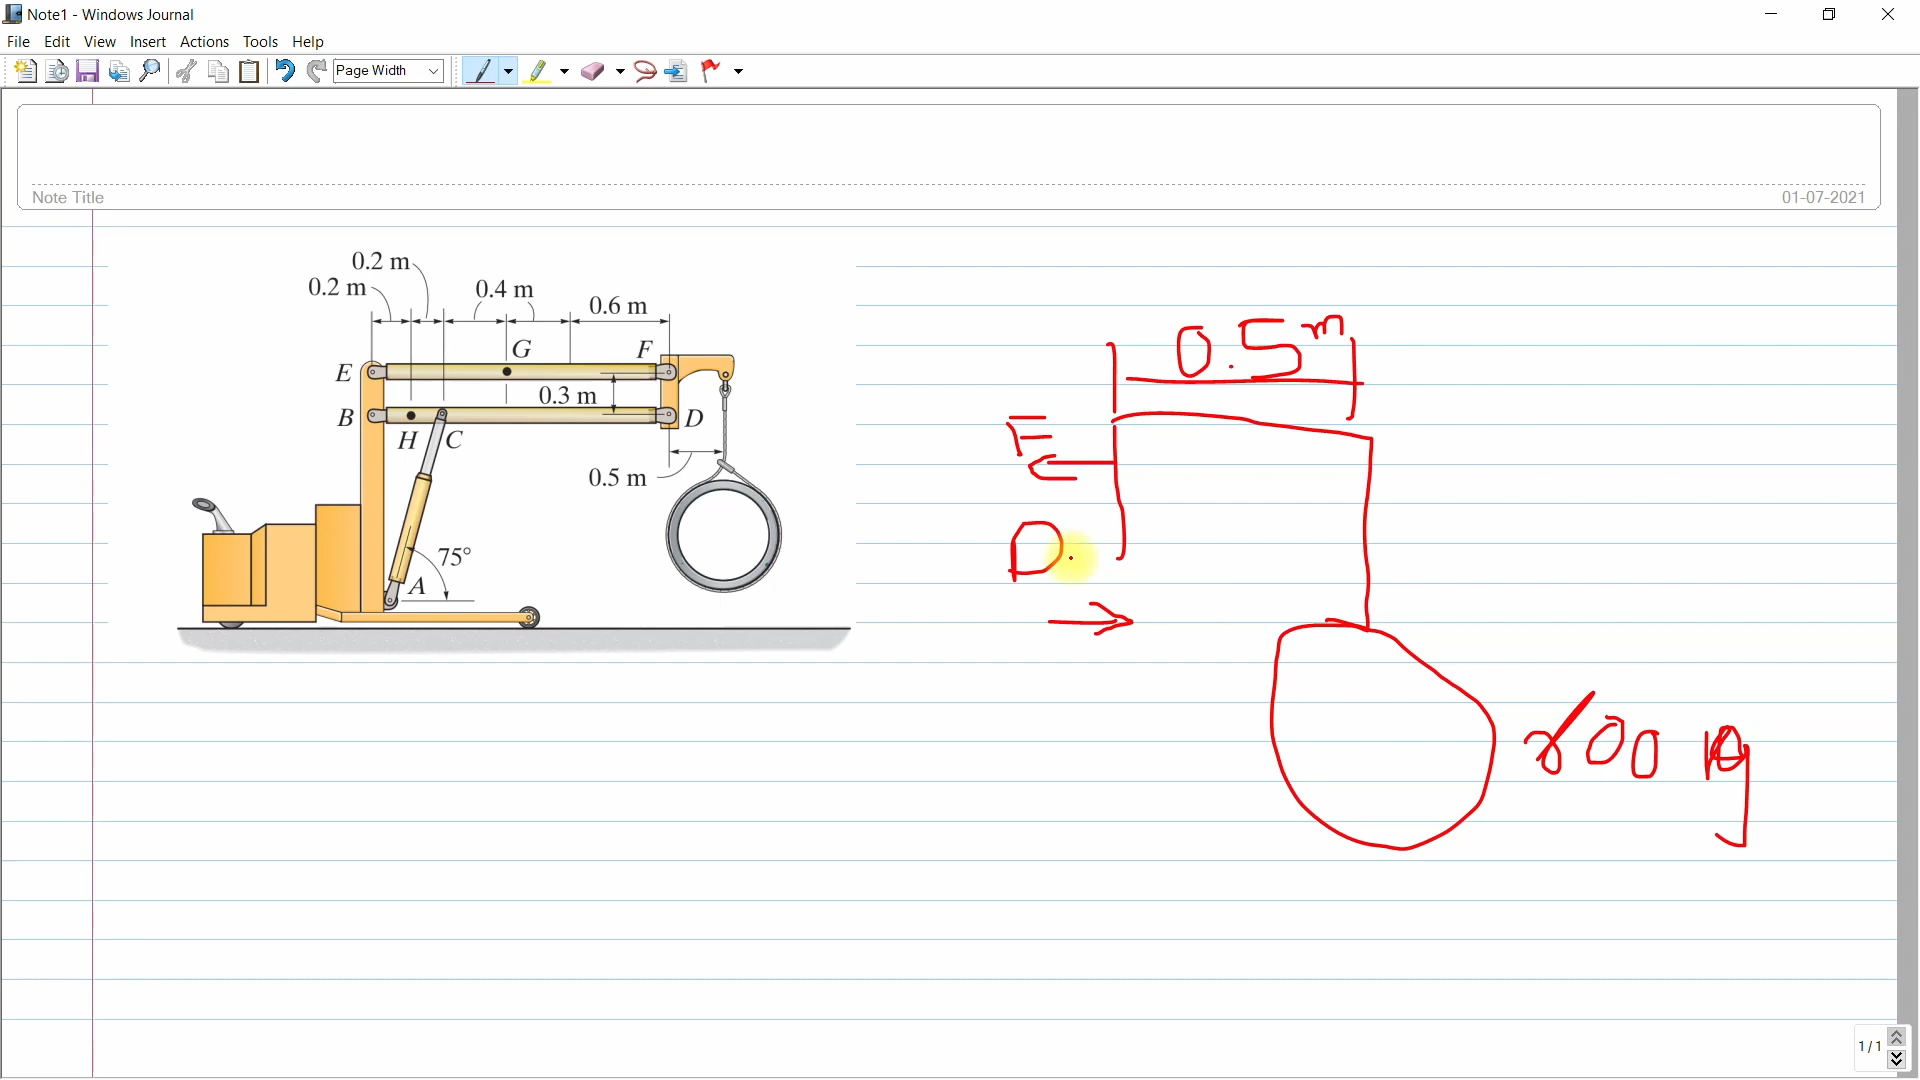 Note1 - Windows Journal
File Edit View Insert Actions Tools Help
Page Width
Note Title
01-07-2021
0.2 m
0.2 m
0.4 m
0.6 m
G
F
E
0.3 m
B
D
H
C
0.5 m
75°
A
0.5 m
F
D
800 kg
1 / 1